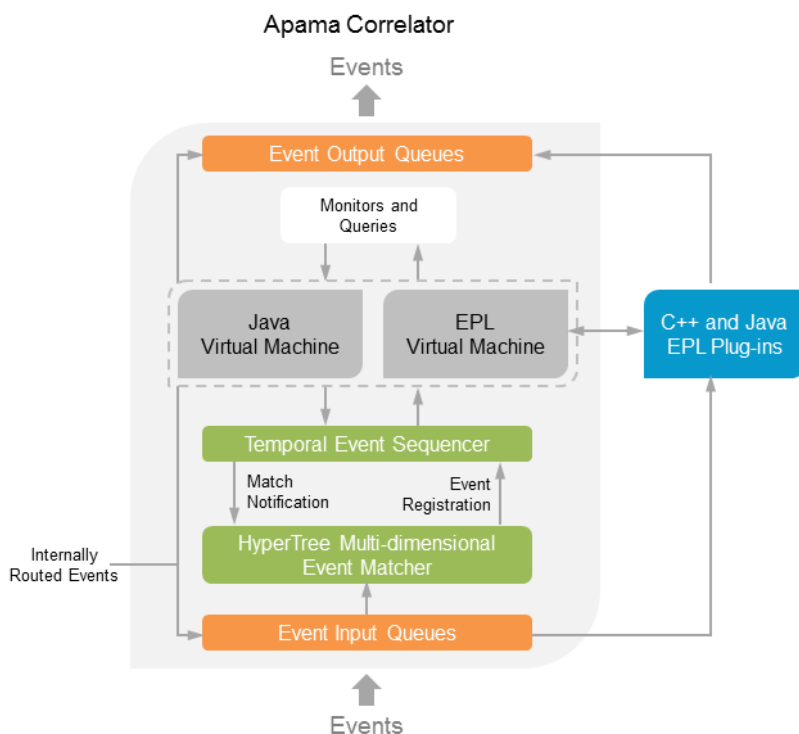 Apama Correlator
Events
Event Output Queues
Monitors and
Queries
Java
Virtual Machine
EPL
Virtual Machine
C++ and Java
EPL Plug-ins
Temporal Event Sequencer
Match
Notification
Event
Registration
HyperTree Multi-dimensional
Event Matcher
Internally
Routed Events
Event Input Queues
Events